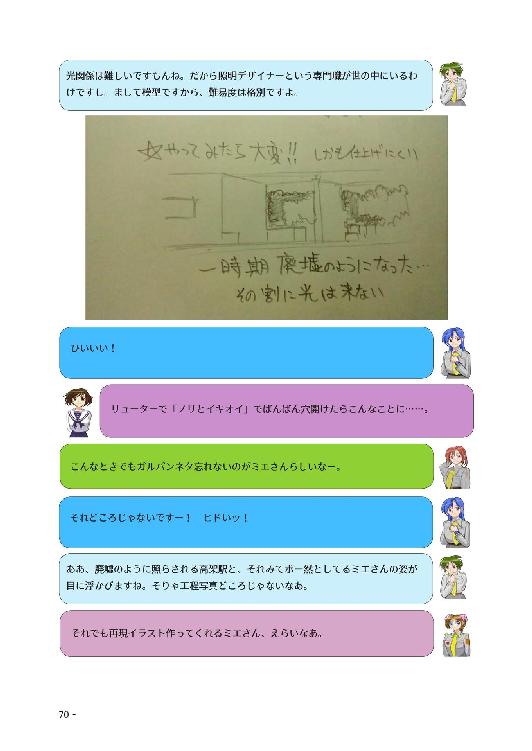 光関係は難しいですもんね。だから照明デザイナーという専門職が世の中にいるわ
けですし。まして模型ですから、難易度は格別ですよ。
☆やってみたら大変!! しかも仕上げにくい
一時期 廃墟のようになった…
その割に光は来ない
ひいいい！
リューターで「ノリとイキオイ」でばんばん穴開けたらこんなことに……。
こんなときでもガルパンネタ忘れないのがミエさんらしいなー。
それどころじゃないですー！　ヒドいッ！
ああ、廃墟のように照らされる高架駅と、それみてボー然としてるミエさんの姿が
目に浮かびますね。そりゃ工程写真どころじゃないなあ。
それでも再現イラスト作ってくれるミエさん、えらいなあ。
70 -